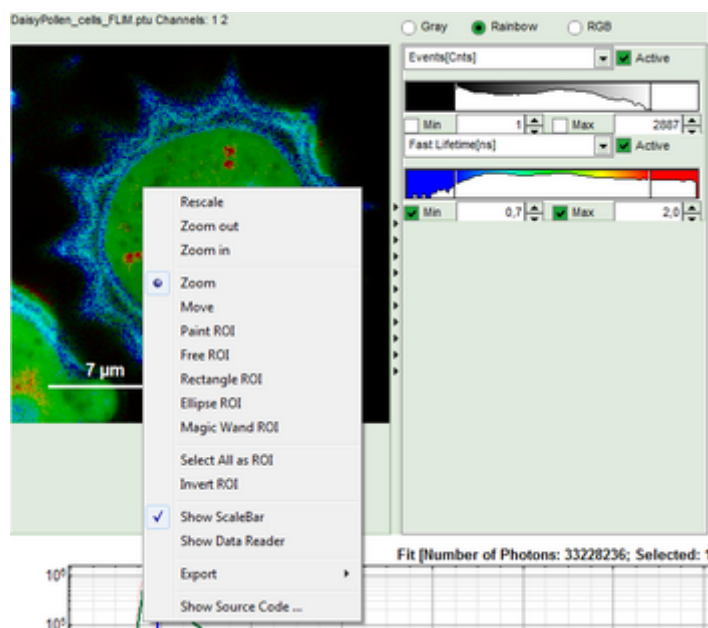 DaisyPollen_cells_FLIM.ptu Channels: 1 2
Gray Rainbow RGB
Events[Cnts] Active
Min 1 Max 2887
Fast Lifetime[ns] Active
Min 0,7 Max 2,0
7 µm
Rescale
Zoom out
Zoom in
Zoom
Move
Paint ROI
Free ROI
Rectangle ROI
Ellipse ROI
Magic Wand ROI
Select All as ROI
Invert ROI
Show ScaleBar
Show Data Reader
Export
Show Source Code ...
Fit [Number of Photons: 33228236; Selected: 1
10⁶
10⁵